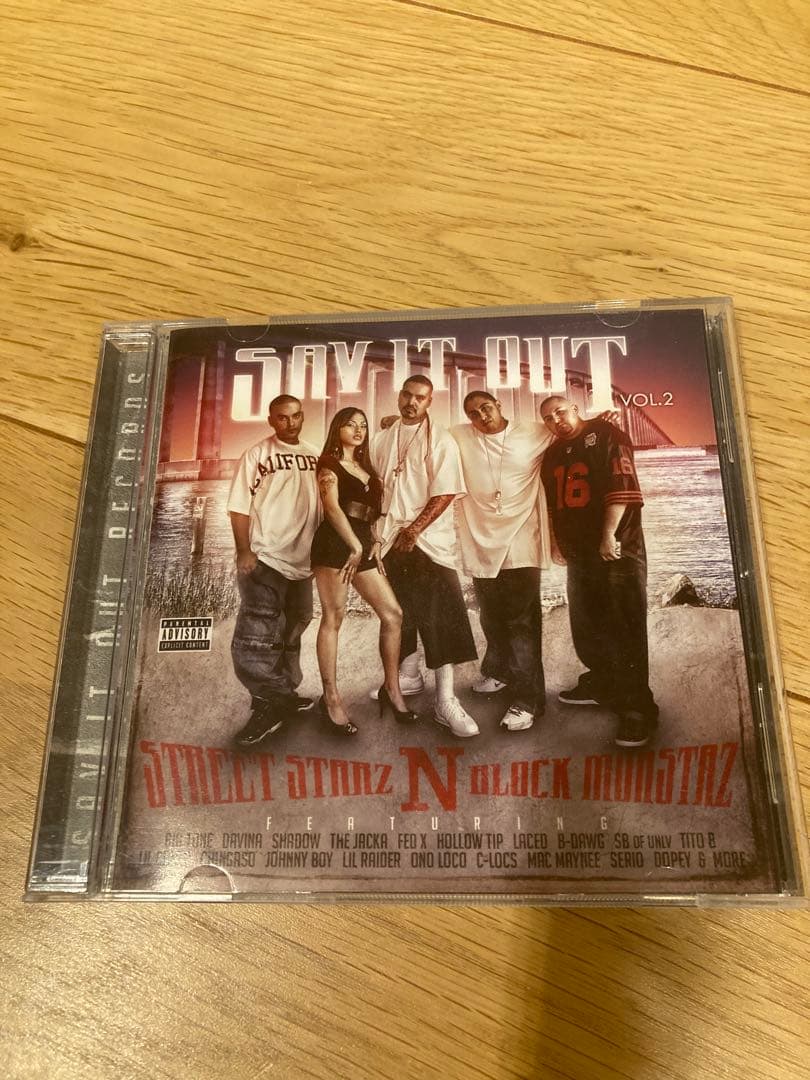 SAY IT OUT
VOL.2
CALIFOR
16 16
PARENTAL
ADVISORY
EXPLICIT CONTENT
STREET STARZ N BLOCK MONSTAZ
FEATURING
BIG TONE DAVINA SHADOW THE JACKA FED X HOLLOW TIP LACED B-DAWG SB OF UNLV TITO B
LIL JOHNNY BOY LIL RAIDER ONO LOCO C-LOCS MAC MAYNEE SERIO DOPEY & MORE
SAY IT OUT RECORDS